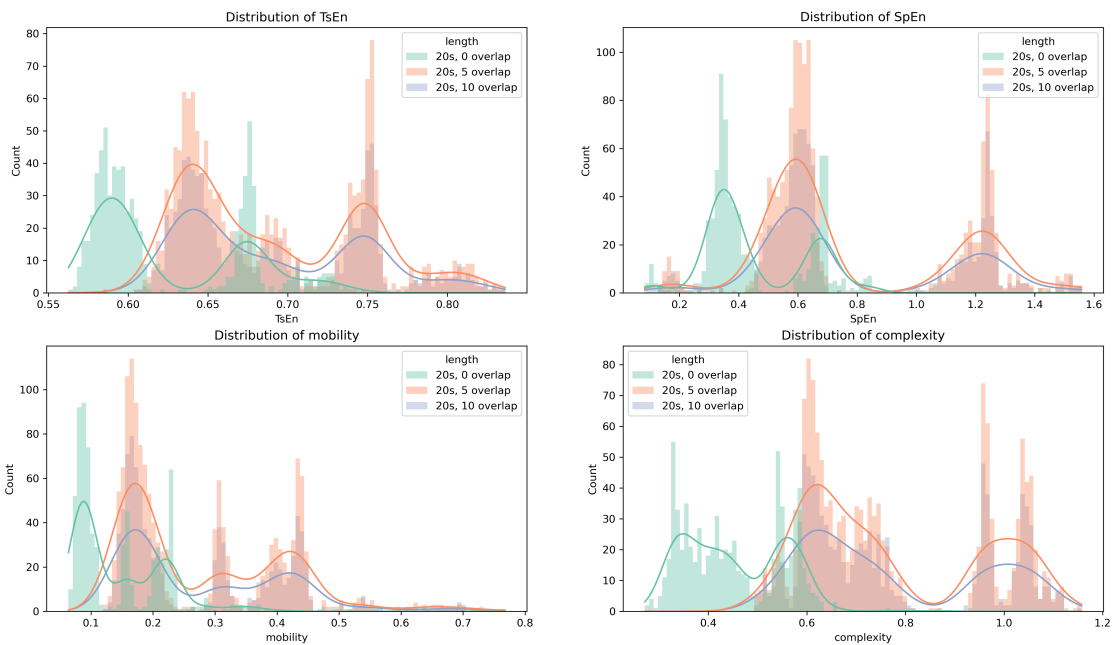 Distribution of TsEn
80
70
60
50
40
30
20
10
0
Count
0.55 0.60 0.65 0.70 0.75 0.80
TsEn
length
20s, 0 overlap
20s, 5 overlap
20s, 10 overlap
Distribution of SpEn
100
80
60
40
20
0
Count
0.2 0.4 0.6 0.8 1.0 1.2 1.4 1.6
SpEn
length
20s, 0 overlap
20s, 5 overlap
20s, 10 overlap
Distribution of mobility
100
80
60
40
20
0
Count
0.1 0.2 0.3 0.4 0.5 0.6 0.7 0.8
mobility
length
20s, 0 overlap
20s, 5 overlap
20s, 10 overlap
Distribution of complexity
80
70
60
50
40
30
20
10
0
Count
0.4 0.6 0.8 1.0 1.2
complexity
length
20s, 0 overlap
20s, 5 overlap
20s, 10 overlap